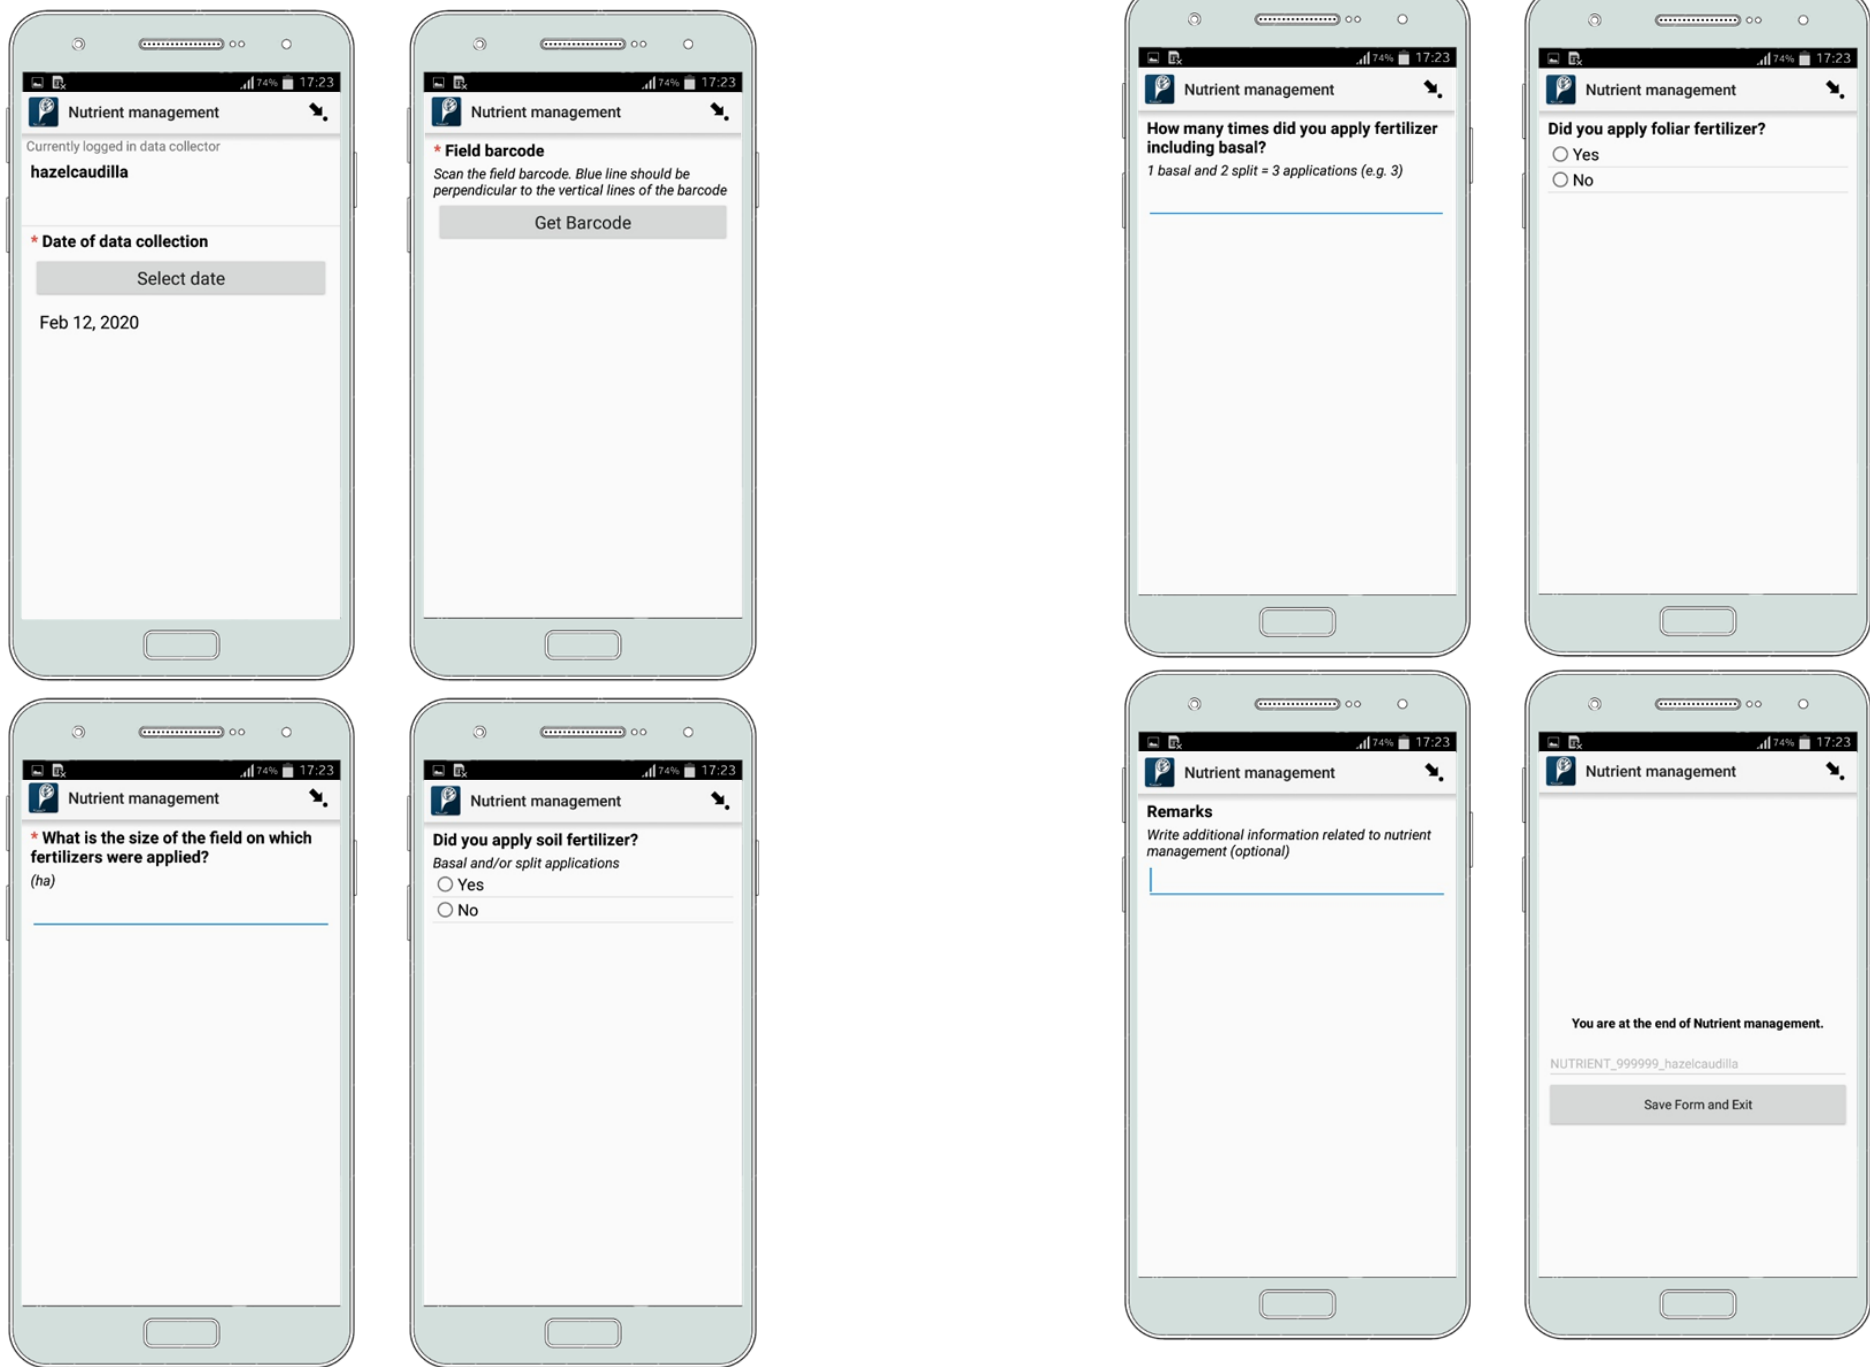 74% 17:23
Nutrient management
Currently logged in data collector
hazelcaudilla
* Date of data collection
Select date
Feb 12, 2020
74% 17:23
Nutrient management
* Field barcode
Scan the field barcode. Blue line should be
perpendicular to the vertical lines of the barcode
Get Barcode
74% 17:23
Nutrient management
* What is the size of the field on which
fertilizers were applied?
(ha)
74% 17:23
Nutrient management
Did you apply soil fertilizer?
Basal and/or split applications
Yes
No
74% 17:23
Nutrient management
How many times did you apply fertilizer
including basal?
1 basal and 2 split = 3 applications (e.g. 3)
74% 17:23
Nutrient management
Did you apply foliar fertilizer?
Yes
No
74% 17:23
Nutrient management
Remarks
Write additional information related to nutrient
management (optional)
74% 17:23
Nutrient management
You are at the end of Nutrient management.
NUTRIENT_999999_hazelcaudilla
Save Form and Exit